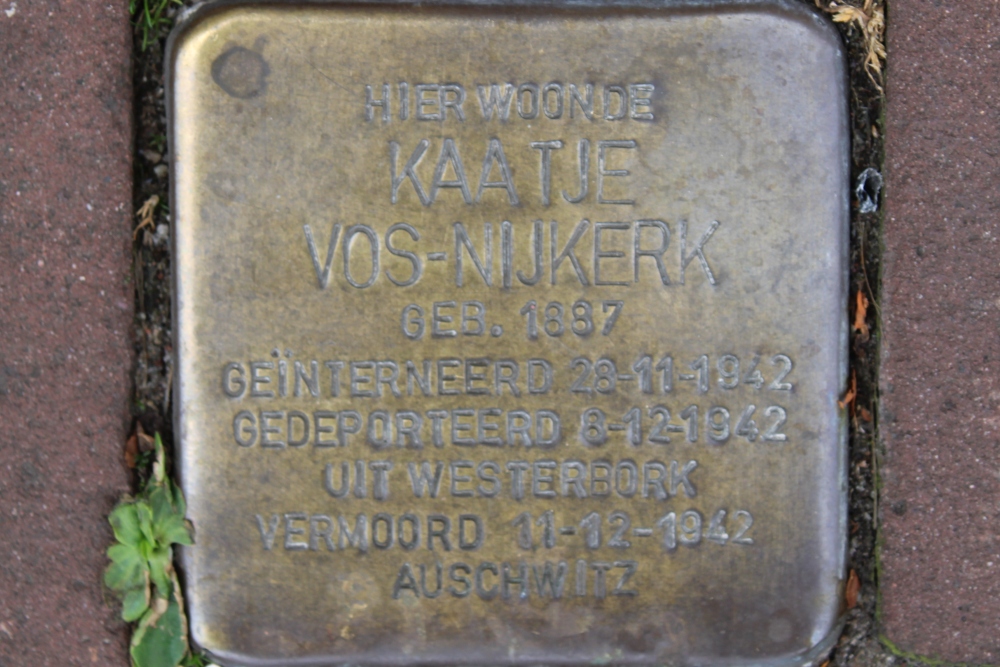 HIER WOONDE
KAATJE
VOS-NIJKERK
GEB. 1887
GEÏNTERNEERD 28-11-1942
GEDEPORTEERD 8-12-1942
UIT WESTERBORK
VERMOORD 11-12-1942
AUSCHWITZ